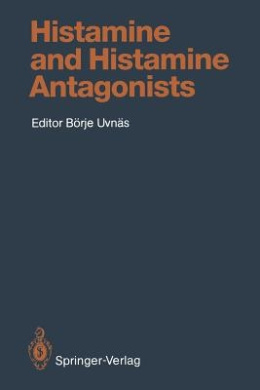 Histamine
and Histamine
Antagonists
Editor Börje Uvnäs
Springer-Verlag